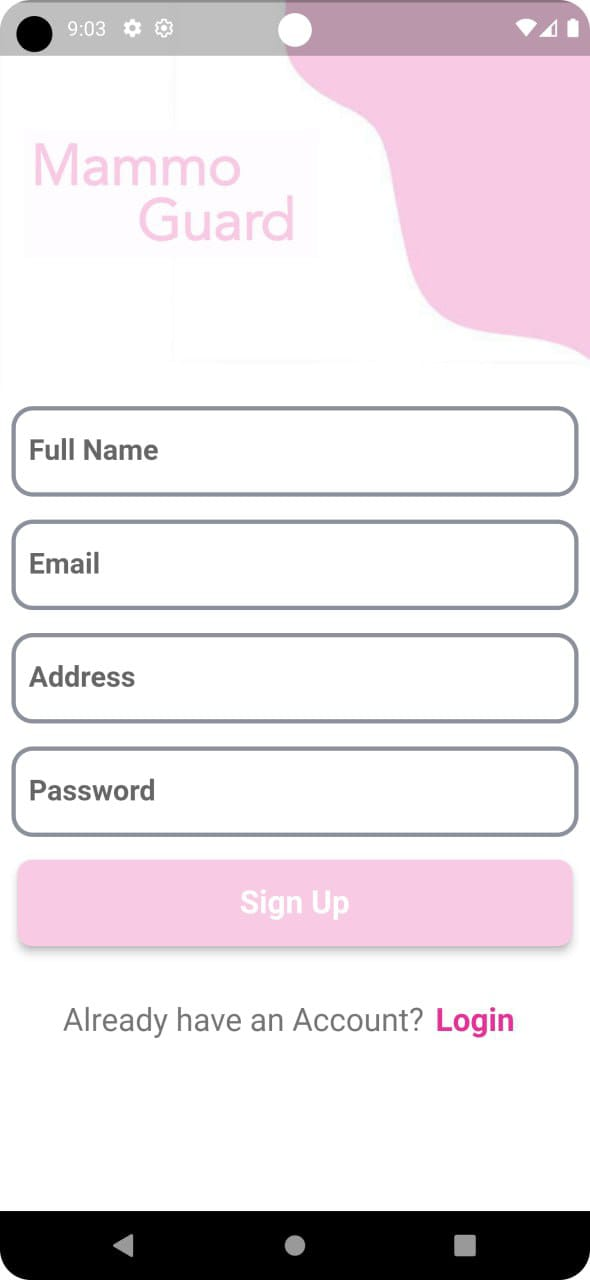 9:03
Mammo
Guard
Full Name
Email
Address
Password
Sign Up
Already have an Account? Login